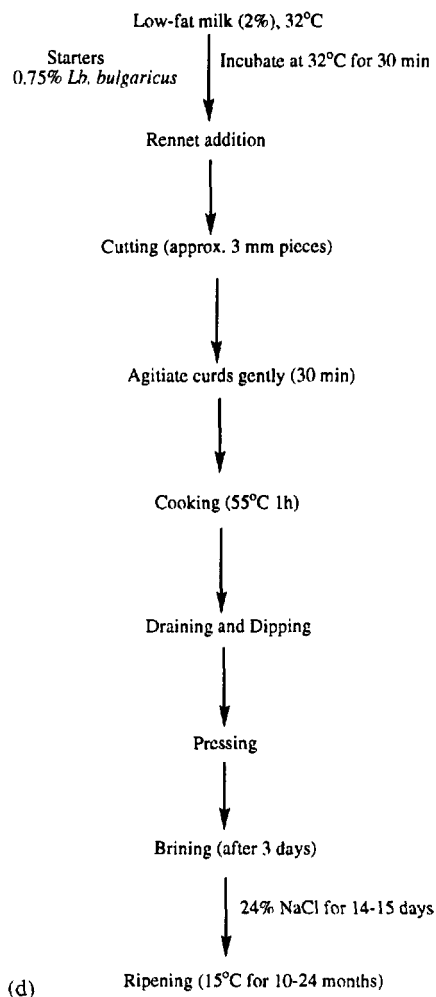 Low-fat milk (2%), 32°C
Starters
0.75% Lb. bulgaricus
Incubate at 32°C for 30 min
Rennet addition
Cutting (approx. 3 mm pieces)
Agitiate curds gently (30 min)
Cooking (55°C 1h)
Draining and Dipping
Pressing
Brining (after 3 days)
24% NaCl for 14-15 days
(d)
Ripening (15°C for 10-24 months)